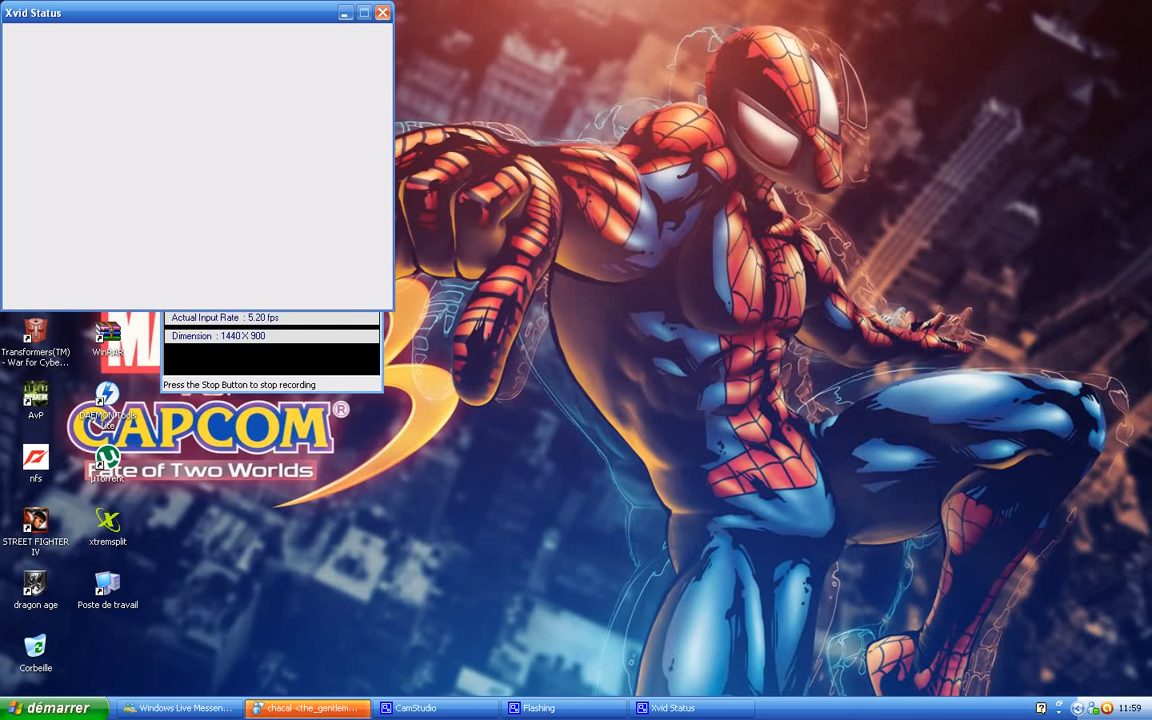 Xvid Status
Actual Input Rate : 5.20 fps
Dimension : 1440 X 900
Press the Stop Button to stop recording
CAPCOM®
Fate of Two Worlds
Transformers(TM)
- War for Cybe...
WinRAR
AvP
DAEMON Tools
Lite
nfs
µTorrent
STREET FIGHTER
IV
xtremsplit
dragon age
Poste de travail
Corbeille
démarrer
Windows Live Messen...
chacal <the_gentlem...
CamStudio
Flashing
Xvid Status
11:59